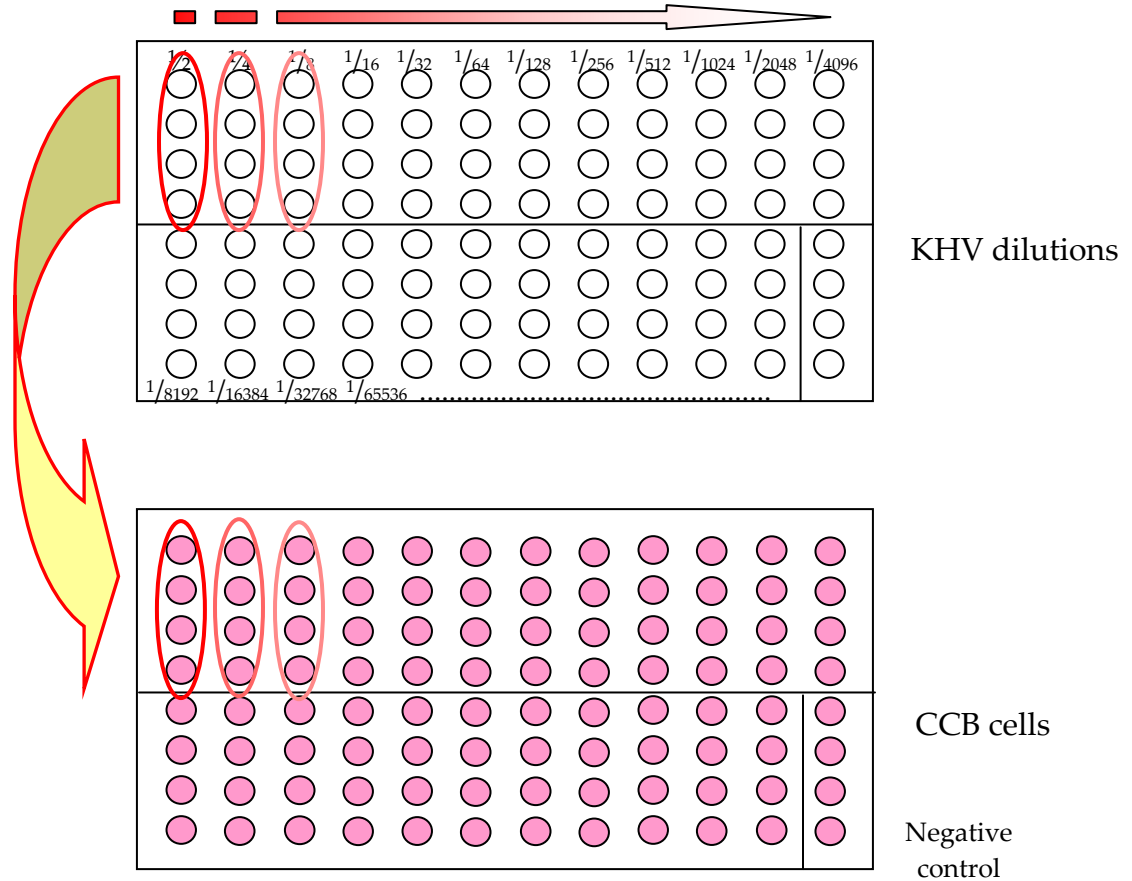 1/2 1/4 1/8 1/16 1/32 1/64 1/128 1/256 1/512 1/1024 1/2048 1/4096
KHV dilutions
1/8192 1/16384 1/32768 1/65536 ............................................................
CCB cells
Negative
control